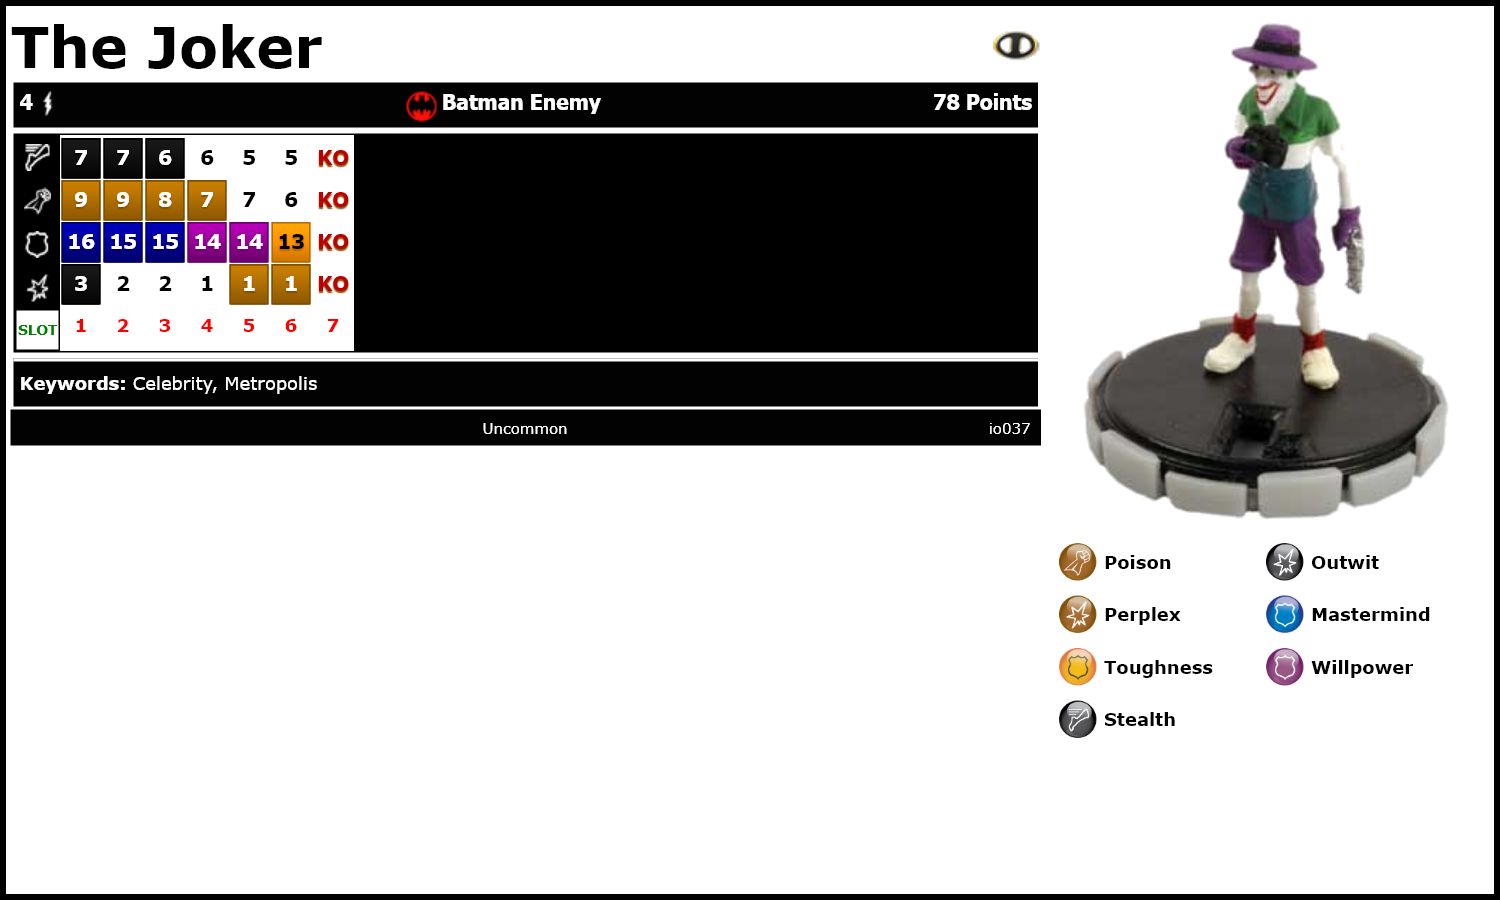 The Joker
4 Batman Enemy 78 Points
7 7 6 6 5 5 KO
9 9 8 7 7 6 KO
16 15 15 14 14 13 KO
3 2 2 1 1 1 KO
SLOT 1 2 3 4 5 6 7
Keywords: Celebrity, Metropolis
Uncommon io037
Poison Outwit
Perplex Mastermind
Toughness Willpower
Stealth